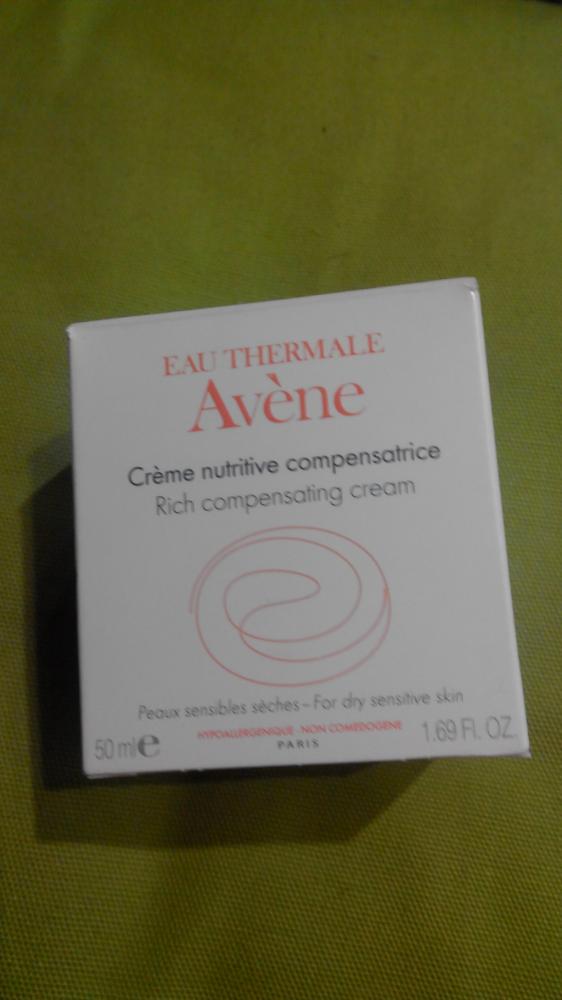 EAU THERMALE
Avène
Crème nutritive compensatrice
Rich compensating cream
Peaux sensibles sèches - For dry sensitive skin
HYPOALLERGENIQUE - NON COMEDOGENE
50 ml e PARIS 1.69 FL. OZ.